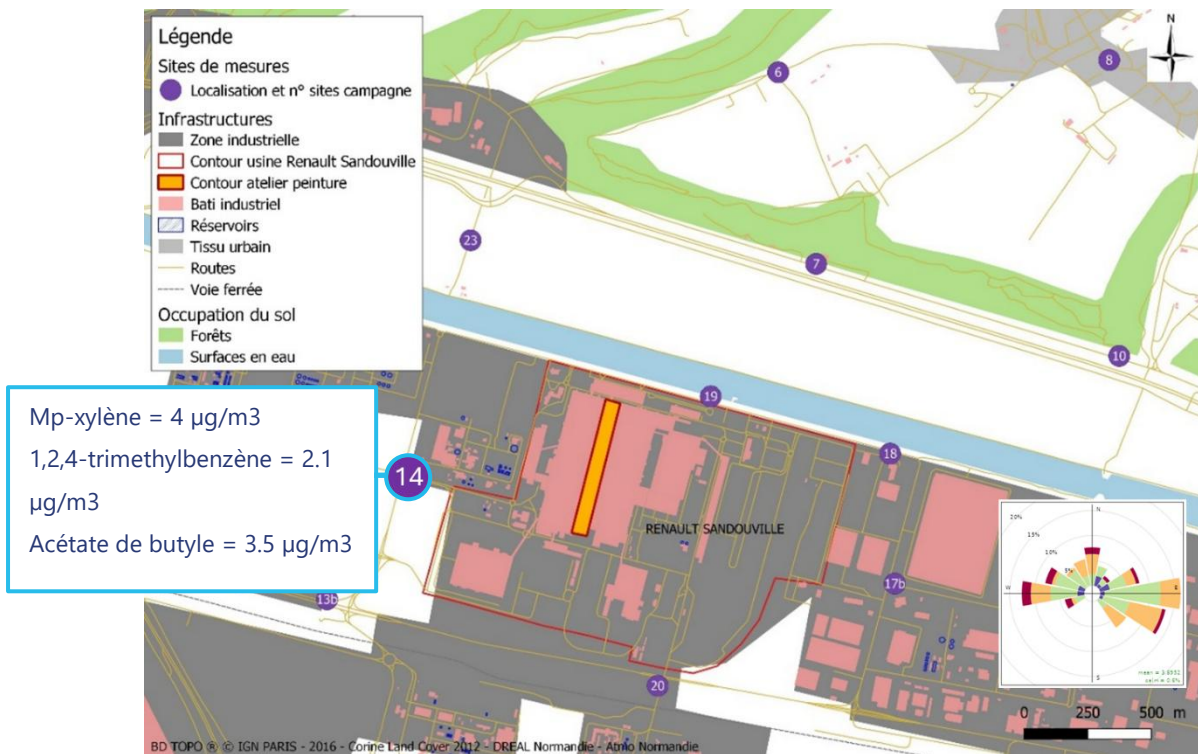 Légende
Sites de mesures
Localisation et n° sites campagne
Infrastructures
Zone industrielle
Contour usine Renault Sandouville
Contour atelier peinture
Bati industriel
Réservoirs
Tissu urbain
Routes
Voie ferrée
Occupation du sol
Forêts
Surfaces en eau
N
6
8
23
7
10
19
18
14
Mp-xylène = 4 µg/m3
1,2,4-trimethylbenzène = 2.1
µg/m3
Acétate de butyle = 3.5 µg/m3
RENAULT SANDOUVILLE
13b
17b
20
20%
15%
10%
5%
N
W
E
S
0 250 500 m
BD TOPO ® © IGN PARIS - 2016 - Corine Land Cover 2012 - DREAL Normandie - Atmo Normandie